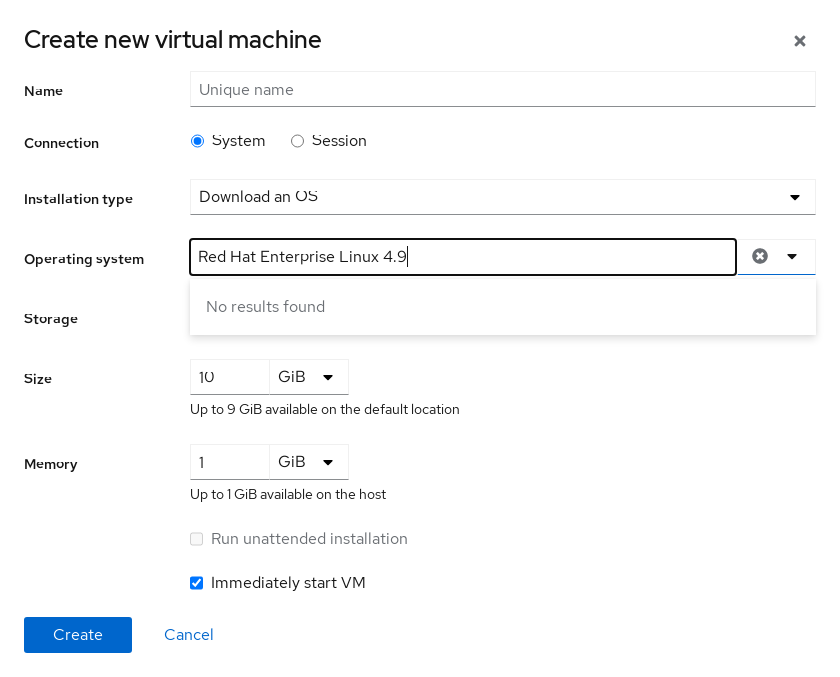 Create new virtual machine
Name
Unique name
Connection
System
Session
Installation type
Download an OS
Operating system
Red Hat Enterprise Linux 4.9
No results found
Storage
Size
10
GiB
Up to 9 GiB available on the default location
Memory
1
GiB
Up to 1 GiB available on the host
Run unattended installation
Immediately start VM
Create
Cancel